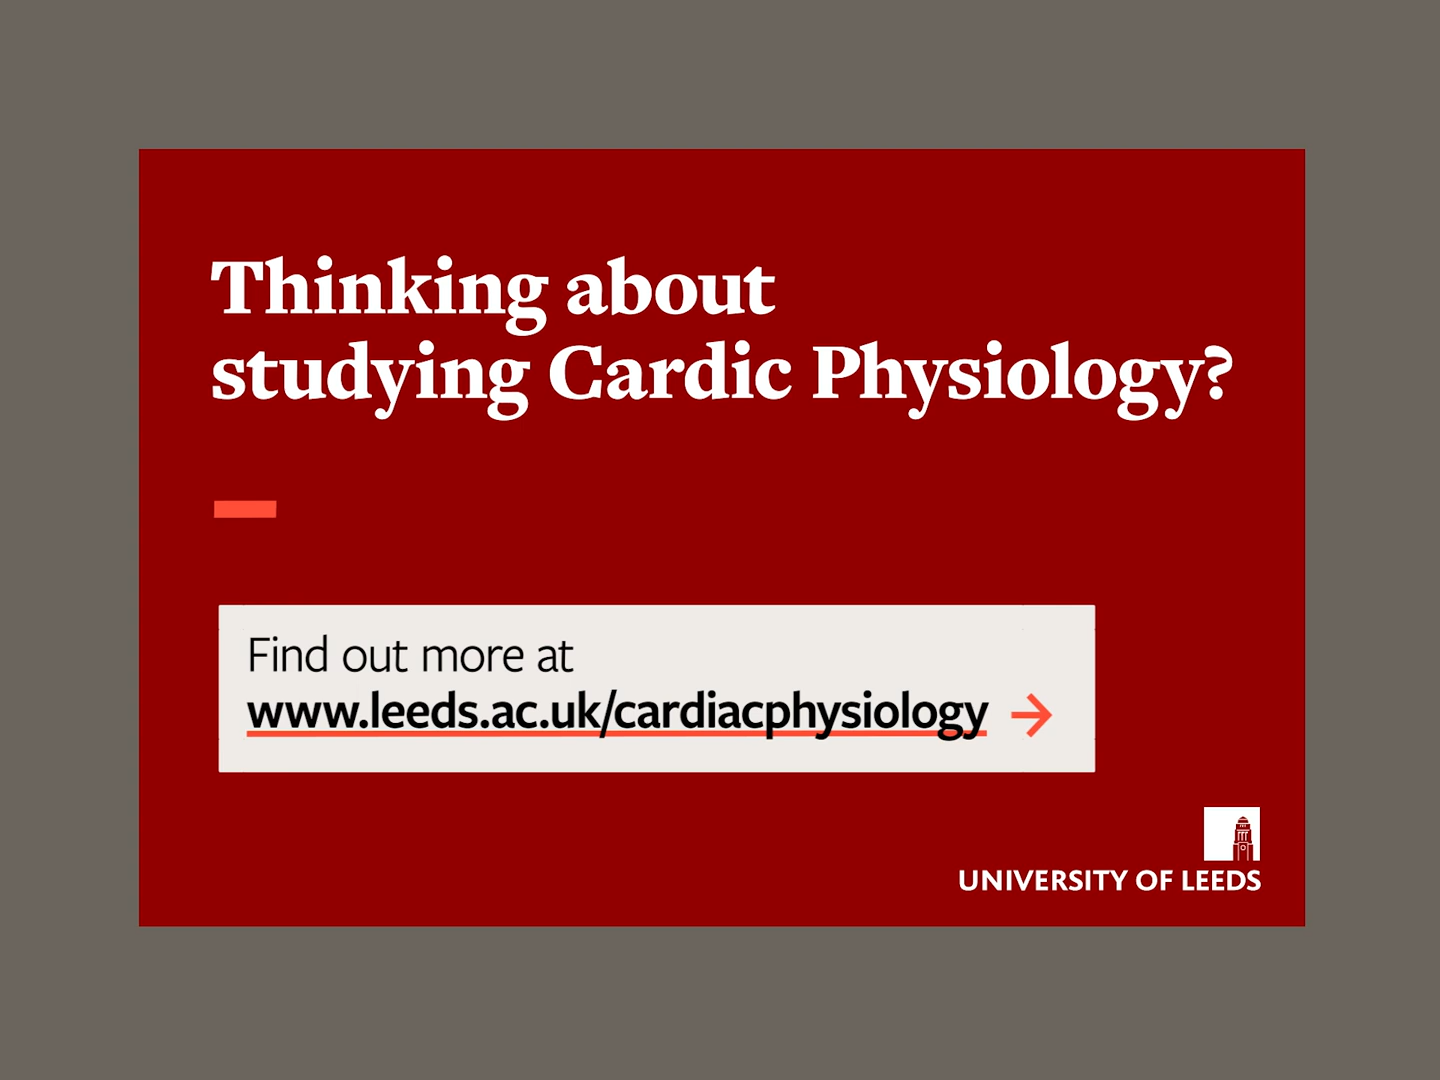 Thinking about
studying Cardic Physiology?
Find out more at
www.leeds.ac.uk/cardiacphysiology
UNIVERSITY OF LEEDS